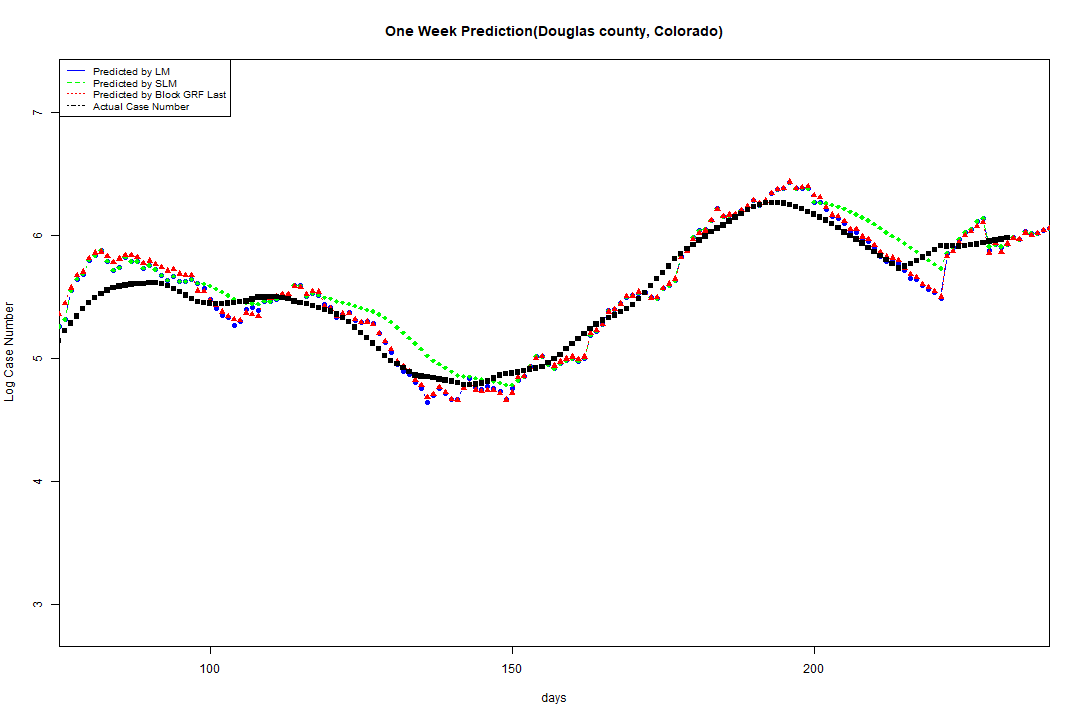 One Week Prediction(Douglas county, Colorado)
Predicted by LM
Predicted by SLM
Predicted by Block GRF Last
Actual Case Number
7
6
5
4
3
Log Case Number
100
150
200
days